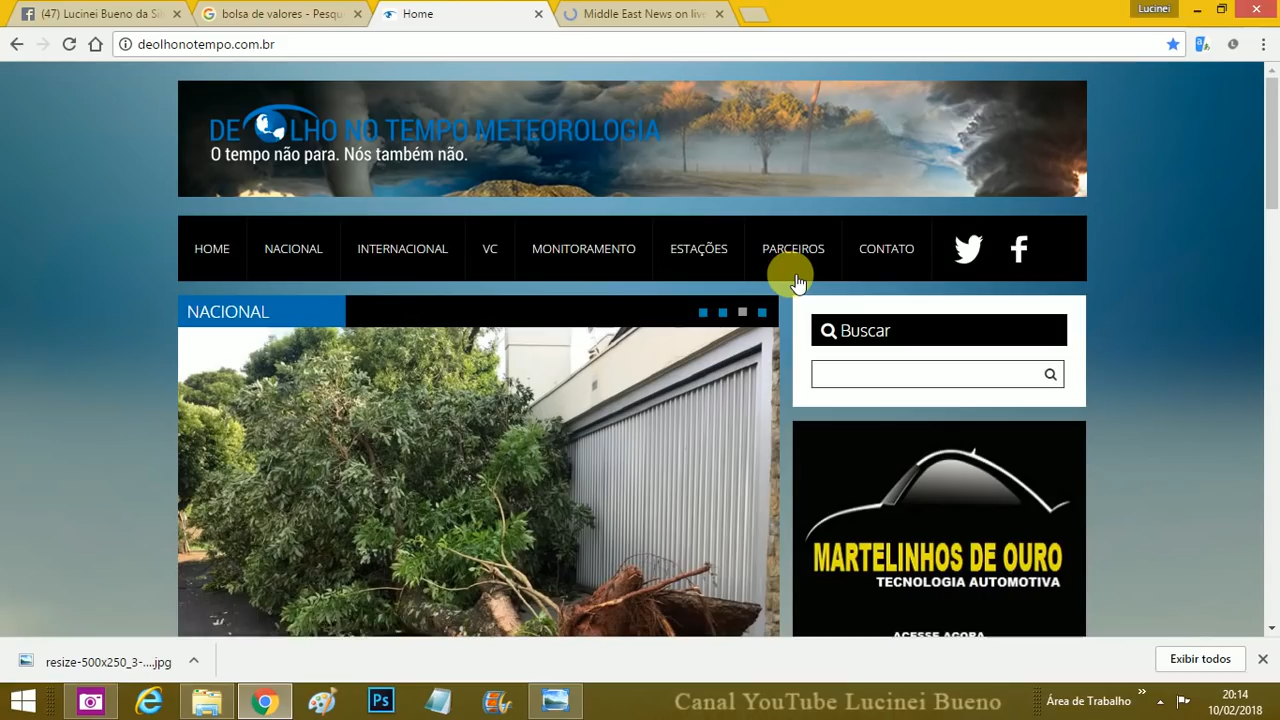 (47) Lucinei Bueno da Sil
bolsa de valores - Pesqu
Home
Middle East News on live
Lucinei
deolhonotempo.com.br
DE OLHO NO TEMPO METEOROLOGIA
O tempo não para. Nós também não.
HOME
NACIONAL
INTERNACIONAL
VC
MONITORAMENTO
ESTAÇÕES
PARCEIROS
CONTATO
NACIONAL
Buscar
MARTELINHOS DE OURO
TECNOLOGIA AUTOMOTIVA
ACESSE AGORA
resize-500x250_3-....jpg
Exibir todos
Canal YouTube Lucinei Bueno
Área de Trabalho
20:14
10/02/2018